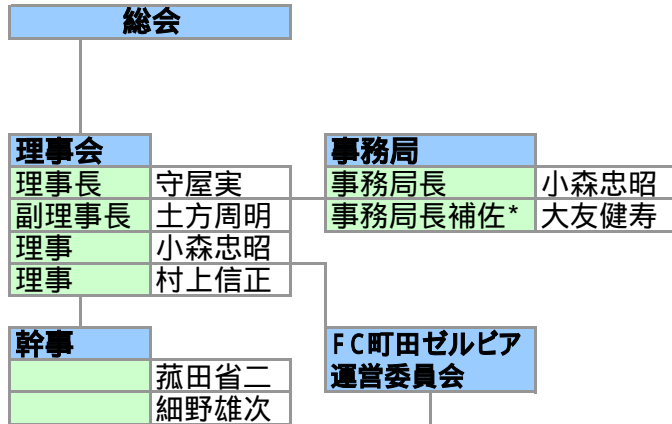 総会
理事会
理事長 守屋実
副理事長 土方周明
理事 小森忠昭
理事 村上信正
事務局
事務局長 小森忠昭
事務局長補佐* 大友健寿
幹事
菰田省二
細野雄次
FC町田ゼルビア
運営委員会